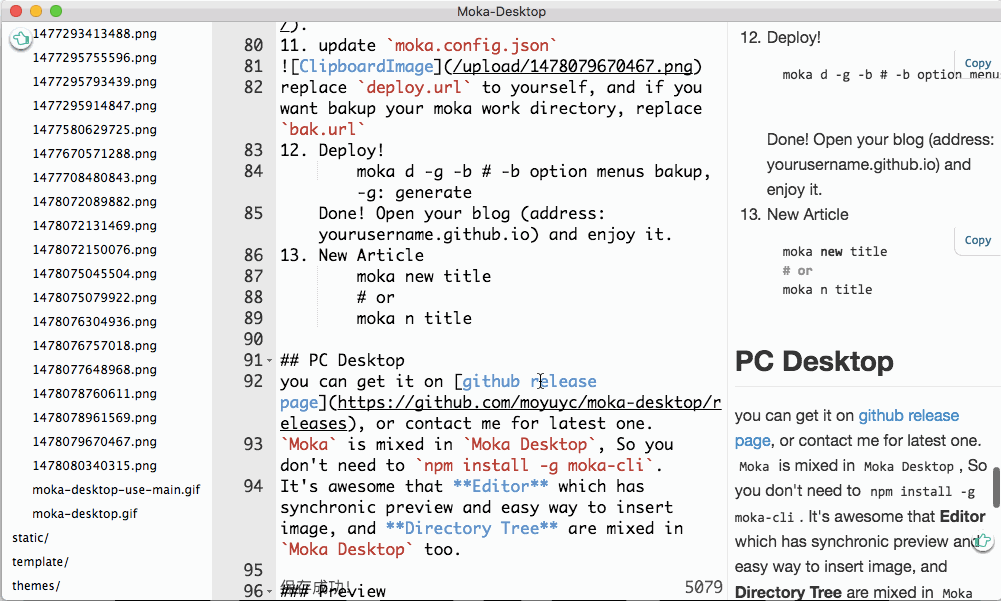 Moka-Desktop
1477293413488.png
1477295755596.png
1477295793439.png
1477295914847.png
1477580629725.png
1477670571288.png
1477708480843.png
1478072089882.png
1478072131469.png
1478072150076.png
1478075045504.png
1478075079922.png
1478076304936.png
1478076757018.png
1478077648968.png
1478078760611.png
1478078961569.png
1478079670467.png
1478080340315.png
moka-desktop-use-main.gif
moka-desktop.gif
static/
template/
themes/
/).
80 11. update `moka.config.json`
81 ![ClipboardImage](/upload/1478079670467.png)
82 replace `deploy.url` to yourself, and if you
want bakup your moka work directory, replace
`bak.url`
83 12. Deploy!
84 moka d -g -b # -b option menus bakup,
-g: generate
85 Done! Open your blog (address:
yourusername.github.io) and enjoy it.
86 13. New Article
87 moka new title
88 # or
89 moka n title
90
91 ## PC Desktop
92 you can get it on [github release
page](https://github.com/moyuyc/moka-desktop/r
eleases), or contact me for latest one.
93 `Moka` is mixed in `Moka Desktop`, So you
don't need to `npm install -g moka-cli`.
94 It's awesome that **Editor** which has
synchronic preview and easy way to insert
image, and **Directory Tree** are mixed in
`Moka Desktop` too.
95
96 ### Preview
保存成功!
5079
12. Deploy!
Copy
moka d -g -b # -b option menus
Done! Open your blog (address:
yourusername.github.io) and
enjoy it.
13. New Article
Copy
moka new title
# or
moka n title
PC Desktop
you can get it on github release
page, or contact me for latest one.
Moka is mixed in Moka Desktop , So
you don't need to npm install -g
moka-cli . It's awesome that Editor
which has synchronic preview and
easy way to insert image, and
Directory Tree are mixed in Moka